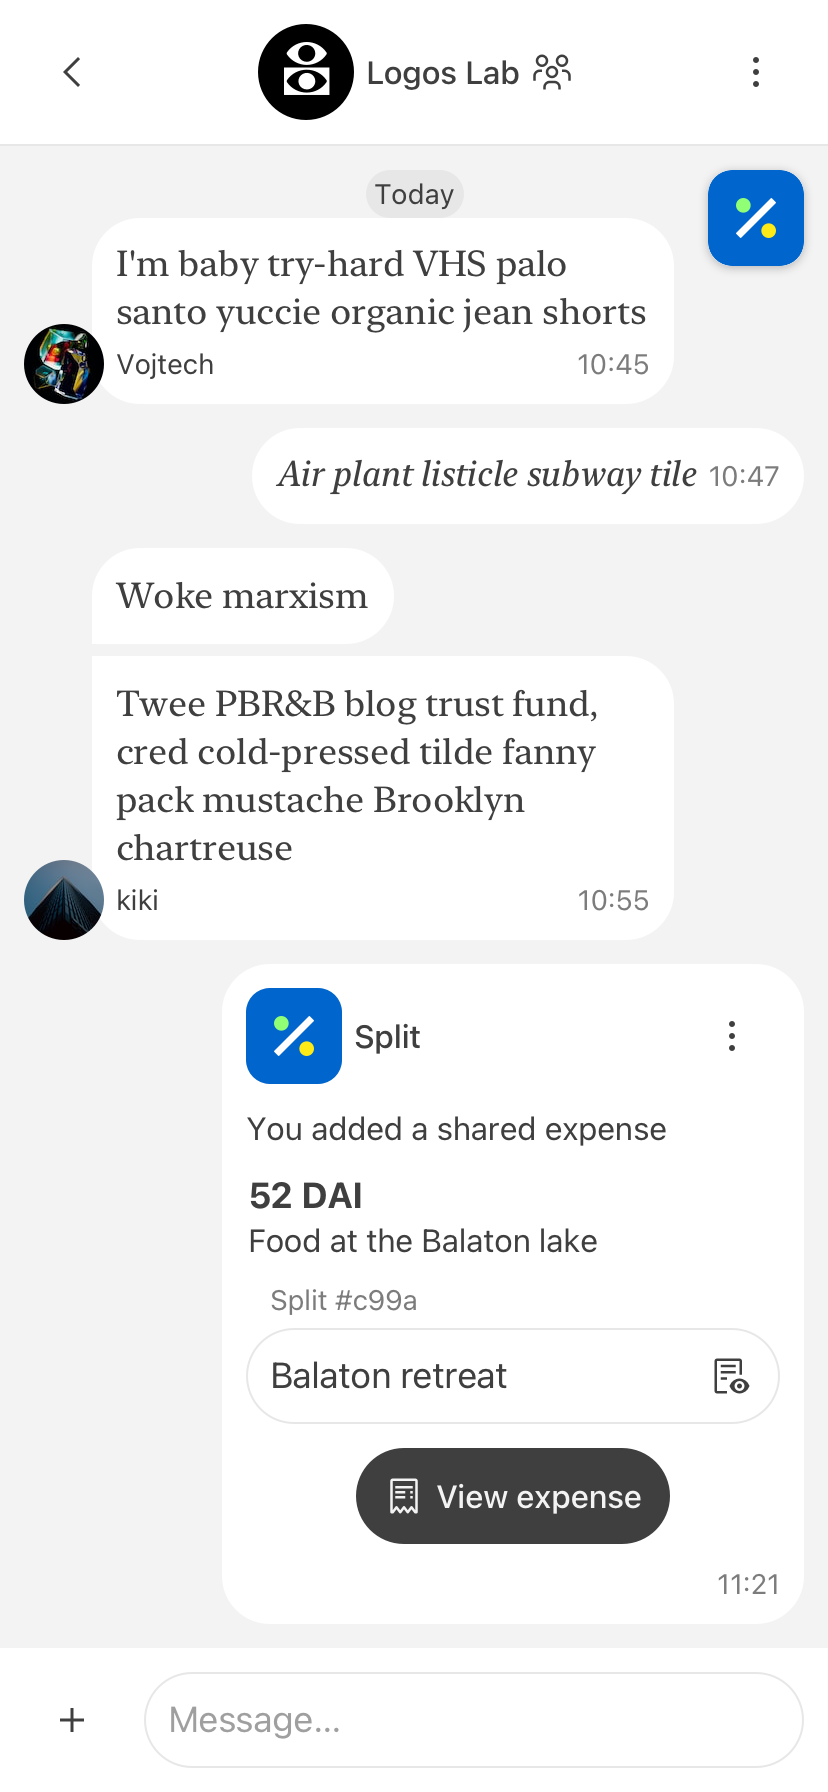 Logos Lab
Today
I'm baby try-hard VHS palo
santo yuccie organic jean shorts
Vojtech 10:45
Air plant listicle subway tile 10:47
Woke marxism
Twee PBR&B blog trust fund,
cred cold-pressed tilde fanny
pack mustache Brooklyn
chartreuse
kiki 10:55
Split
You added a shared expense
52 DAI
Food at the Balaton lake
Split #c99a
Balaton retreat
View expense
11:21
Message...